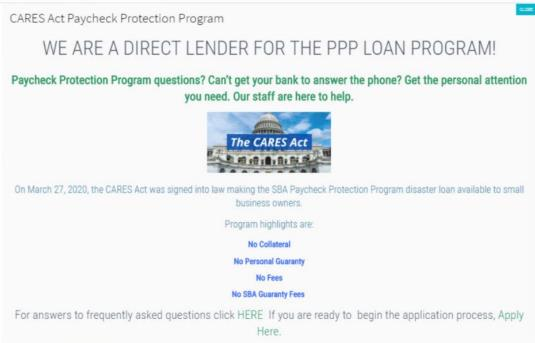 CLOSE
CARES Act Paycheck Protection Program
WE ARE A DIRECT LENDER FOR THE PPP LOAN PROGRAM!
Paycheck Protection Program questions? Can't get your bank to answer the phone? Get the personal attention
you need. Our staff are here to help.
The CARES Act
On March 27, 2020, the CARES Act was signed into law making the SBA Paycheck Protection Program disaster loan available to small
business owners.
Program highlights are:
No Collateral
No Personal Guaranty
No Fees
No SBA Guaranty Fees
For answers to frequently asked questions click HERE If you are ready to begin the application process, Apply
Here.